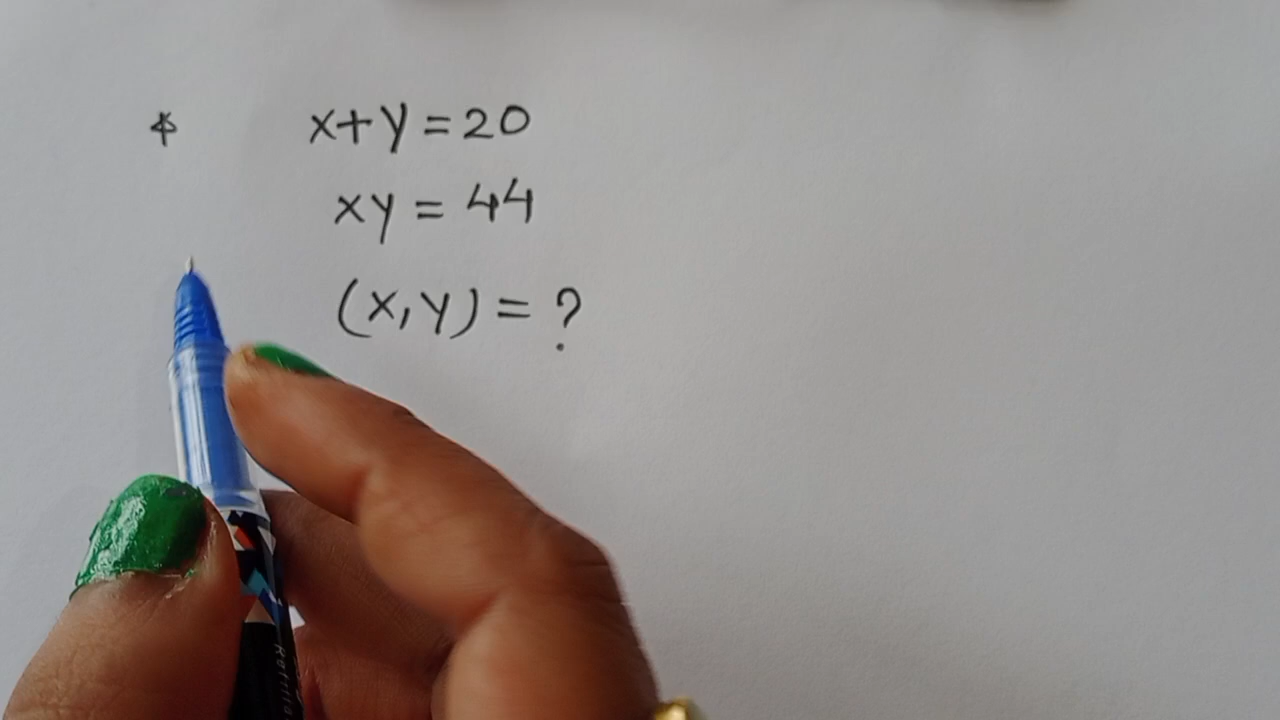 * x+y=20
xy = 44
(x,y) = ?